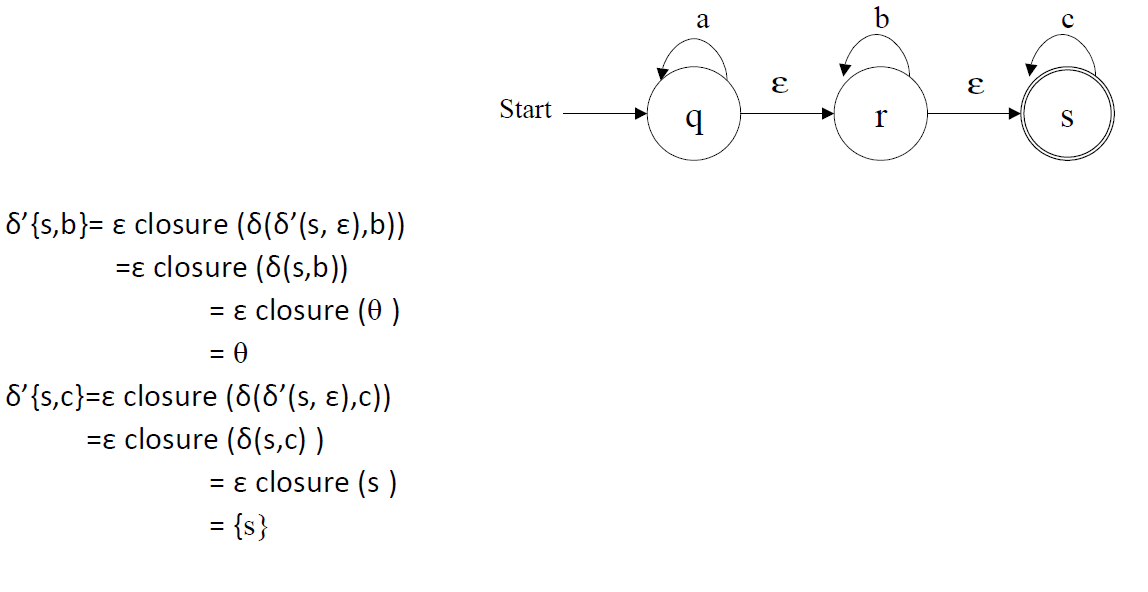 a
b
c
ε
ε
Start
q
r
s
δ’{s,b}= ε closure (δ(δ’(s, ε),b))
=ε closure (δ(s,b))
= ε closure (θ )
= θ
δ’{s,c}=ε closure (δ(δ’(s, ε),c))
=ε closure (δ(s,c) )
= ε closure (s )
= {s}